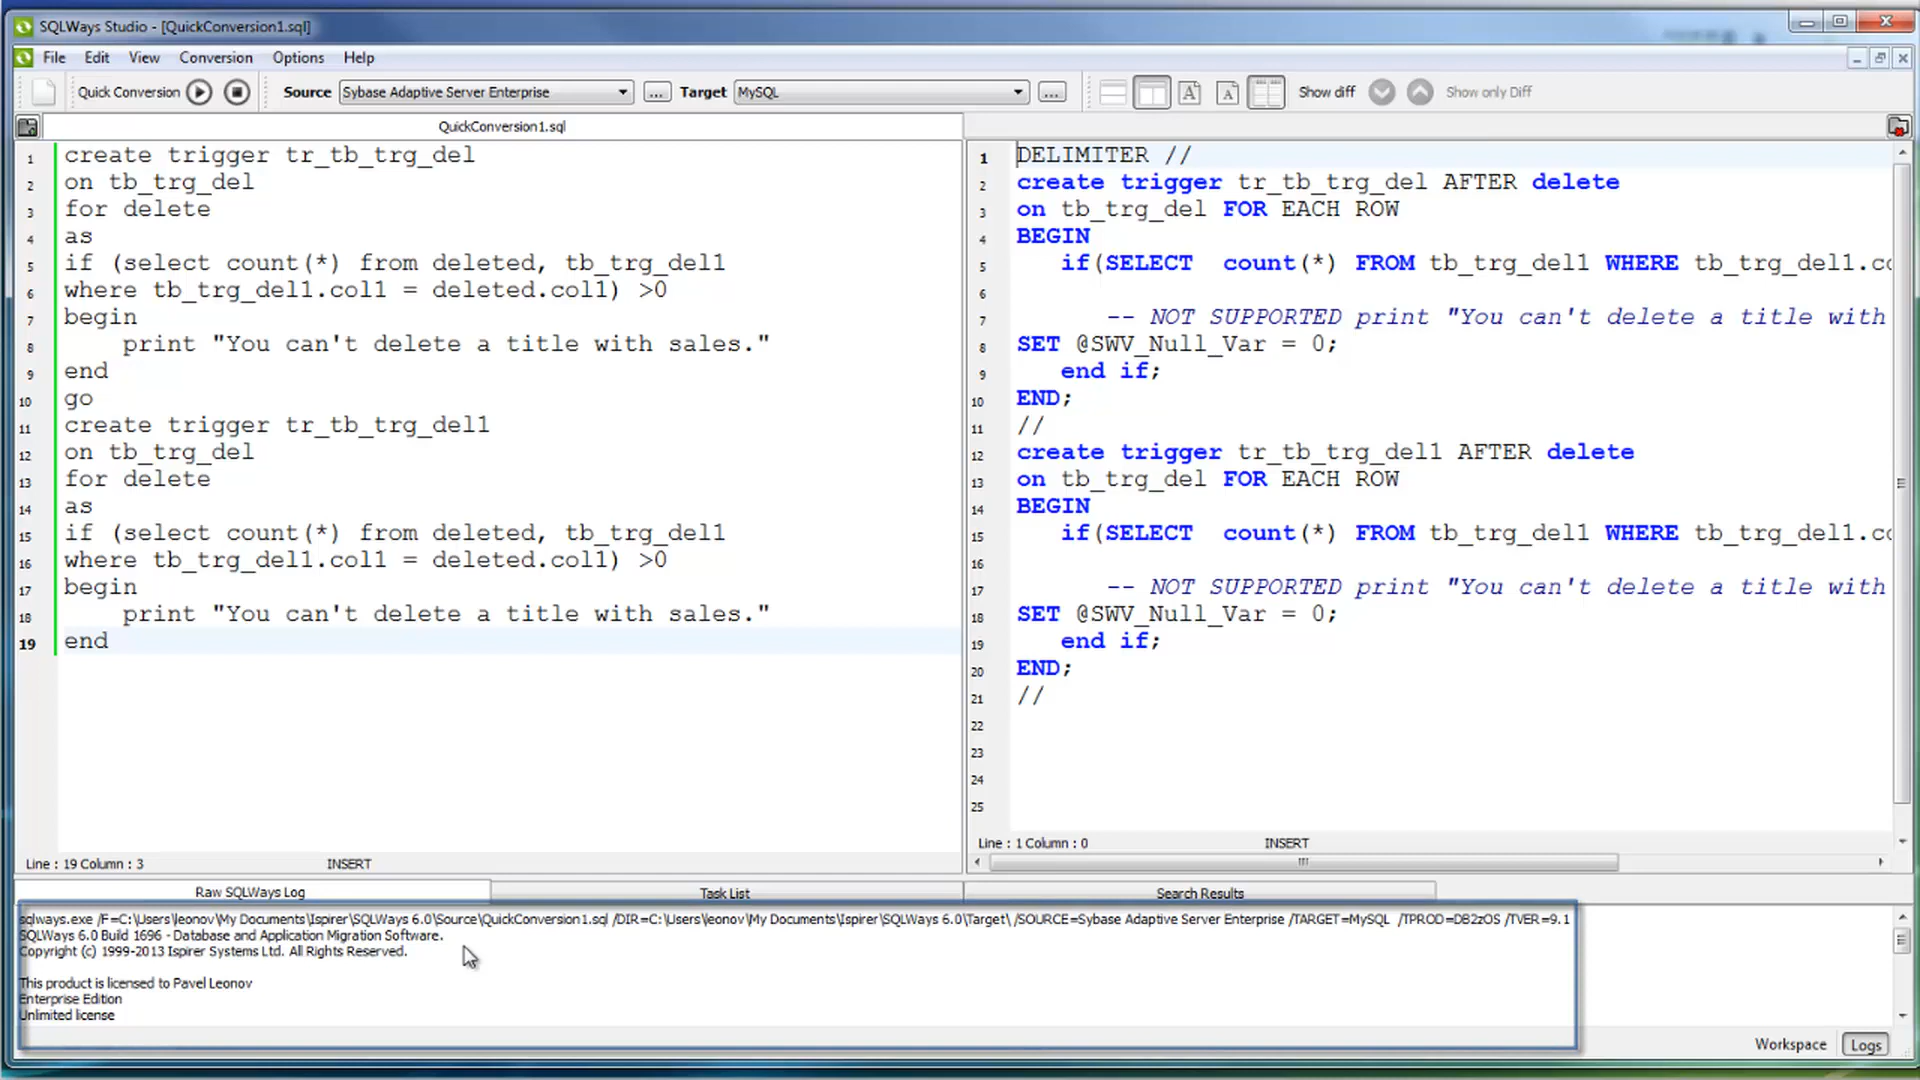 SQLWays Studio - [QuickConversion1.sql]
File Edit View Conversion Options Help
Quick Conversion Source Sybase Adaptive Server Enterprise ... Target MySQL ... A A Show diff Show only Diff
QuickConversion1.sql
1 create trigger tr_tb_trg_del
2 on tb_trg_del
3 for delete
4 as
5 if (select count(*) from deleted, tb_trg_del1
6 where tb_trg_del1.col1 = deleted.col1) >0
7 begin
8 print "You can't delete a title with sales."
9 end
10 go
11 create trigger tr_tb_trg_del1
12 on tb_trg_del
13 for delete
14 as
15 if (select count(*) from deleted, tb_trg_del1
16 where tb_trg_del1.col1 = deleted.col1) >0
17 begin
18 print "You can't delete a title with sales."
19 end
Line : 19 Column : 3 INSERT
1 DELIMITER //
2 create trigger tr_tb_trg_del AFTER delete
3 on tb_trg_del FOR EACH ROW
4 BEGIN
5 if(SELECT count(*) FROM tb_trg_del1 WHERE tb_trg_del1.co
6
7 -- NOT SUPPORTED print "You can't delete a title with
8 SET @SWV_Null_Var = 0;
9 end if;
10 END;
11 //
12 create trigger tr_tb_trg_del1 AFTER delete
13 on tb_trg_del FOR EACH ROW
14 BEGIN
15 if(SELECT count(*) FROM tb_trg_del1 WHERE tb_trg_del1.co
16
17 -- NOT SUPPORTED print "You can't delete a title with
18 SET @SWV_Null_Var = 0;
19 end if;
20 END;
21 //
22
23
24
25
Line : 1 Column : 0 INSERT
Raw SQLWays Log Task List Search Results
sqlways.exe /F=C:\Users\leonov\My Documents\Ispirer\SQLWays 6.0\Source\QuickConversion1.sql /DIR=C:\Users\leonov\My Documents\Ispirer\SQLWays 6.0\Target\ /SOURCE=Sybase Adaptive Server Enterprise /TARGET=MySQL /TPROD=DB2zOS /TVER=9.1
SQLWays 6.0 Build 1696 - Database and Application Migration Software.
Copyright (c) 1999-2013 Ispirer Systems Ltd. All Rights Reserved.
This product is licensed to Pavel Leonov
Enterprise Edition
Unlimited license
Workspace Logs